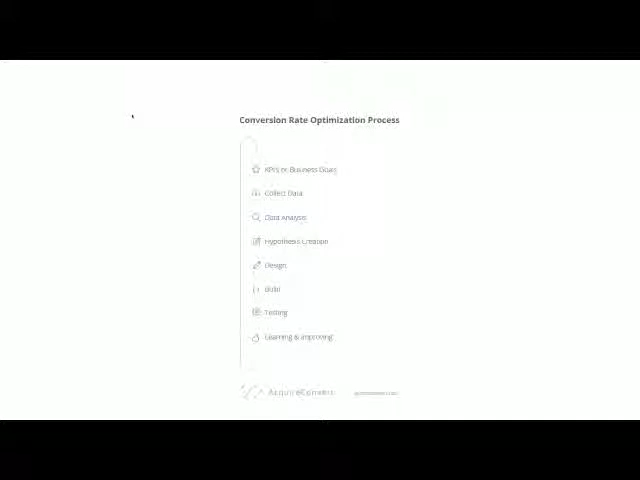 Conversion Rate Optimization Process
KPI's or Business Goals
Collect Data
Data Analysis
Hypothesis Creation
Design
Build
Testing
Learning & Improving
AcquireConvert